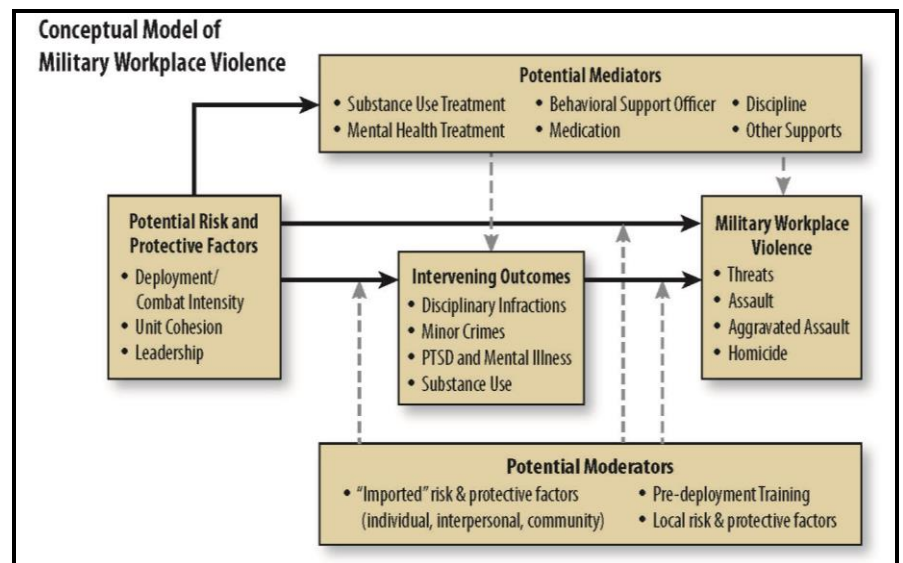 Conceptual Model of
Military Workplace Violence
Potential Mediators
• Substance Use Treatment
• Mental Health Treatment
• Behavioral Support Officer
• Medication
• Discipline
• Other Supports
Potential Risk and
Protective Factors
• Deployment/
Combat Intensity
• Unit Cohesion
• Leadership
Intervening Outcomes
• Disciplinary Infractions
• Minor Crimes
• PTSD and Mental Illness
• Substance Use
Military Workplace
Violence
• Threats
• Assault
• Aggravated Assault
• Homicide
Potential Moderators
• “Imported” risk & protective factors
(individual, interpersonal, community)
• Pre-deployment Training
• Local risk & protective factors